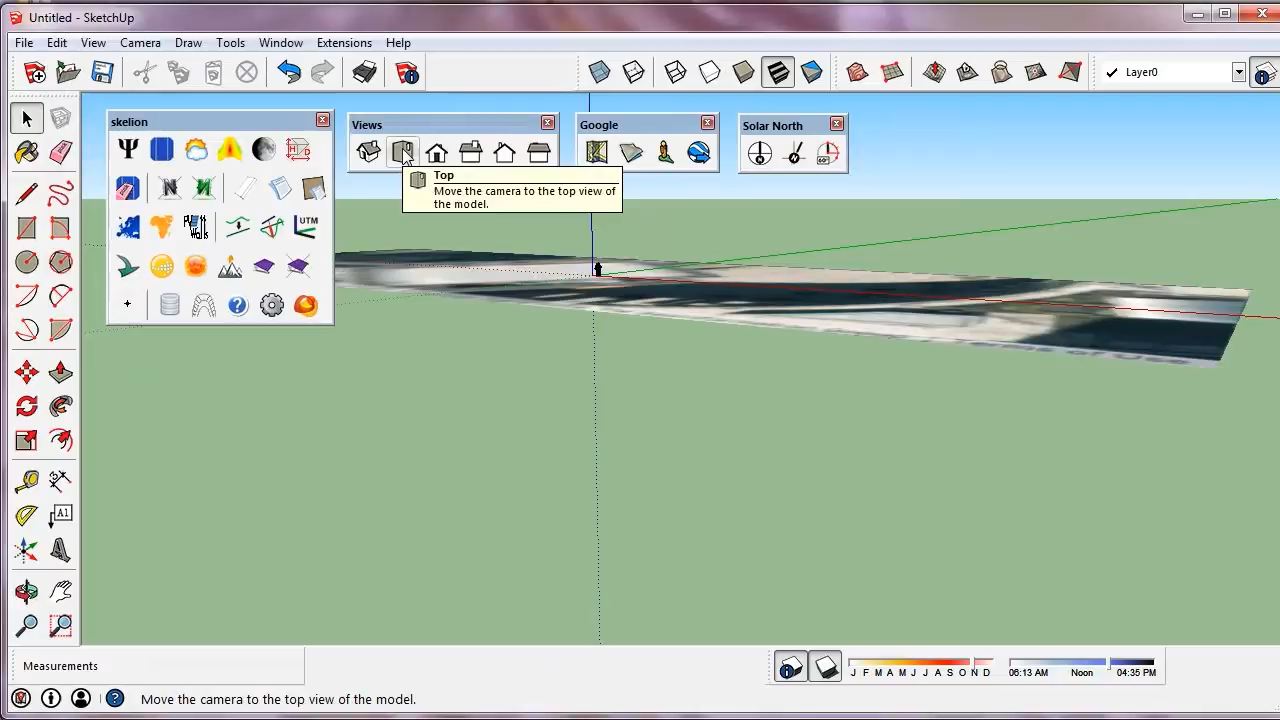 Untitled - SketchUp
File Edit View Camera Draw Tools Window Extensions Help
Layer0
skelion
Views
Google
Solar North
Top
Move the camera to the top view of
the model.
N N
UTM
A1
Measurements
J F M A M J J A S O N D
06:13 AM Noon 04:35 PM
Move the camera to the top view of the model.